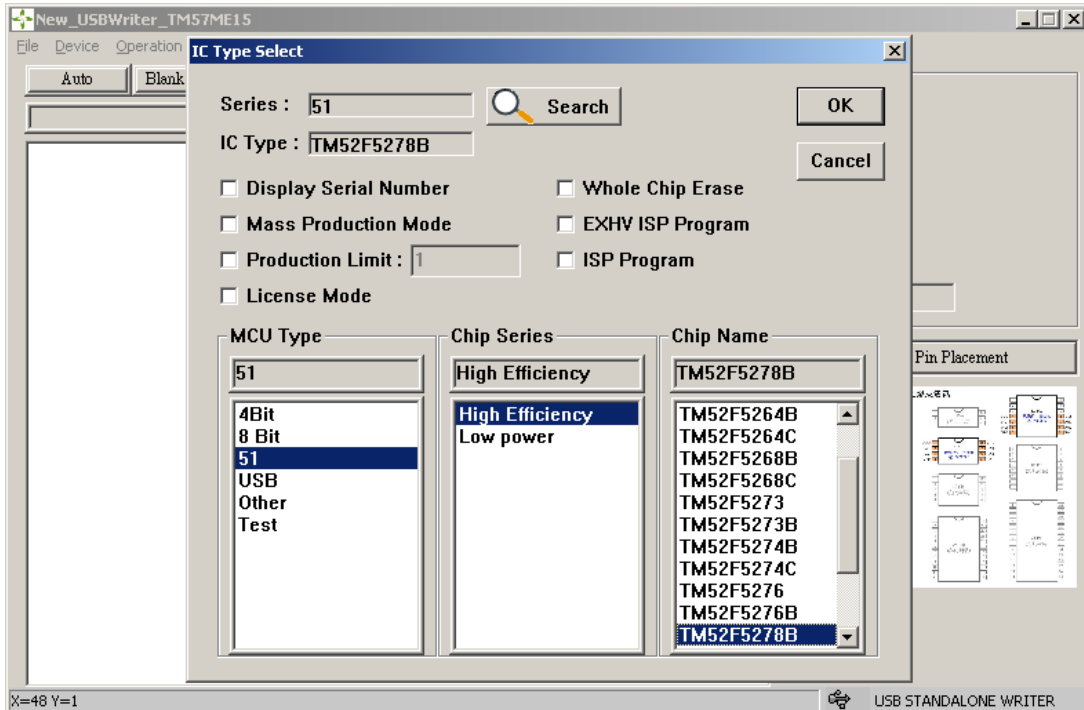 New_USBWriter_TM57ME15
File Device Operation
IC Type Select
Auto
Blank
Series : 51
Search
OK
IC Type : TM52F5278B
Cancel
Display Serial Number
Whole Chip Erase
Mass Production Mode
EXHV ISP Program
Production Limit : 1
ISP Program
License Mode
MCU Type
Chip Series
Chip Name
51
High Efficiency
TM52F5278B
4Bit
8 Bit
51
USB
Other
Test
High Efficiency
Low power
TM52F5264B
TM52F5264C
TM52F5268B
TM52F5268C
TM52F5273
TM52F5273B
TM52F5274B
TM52F5274C
TM52F5276
TM52F5276B
TM52F5278B
Pin Placement
X=48 Y=1
USB STANDALONE WRITER